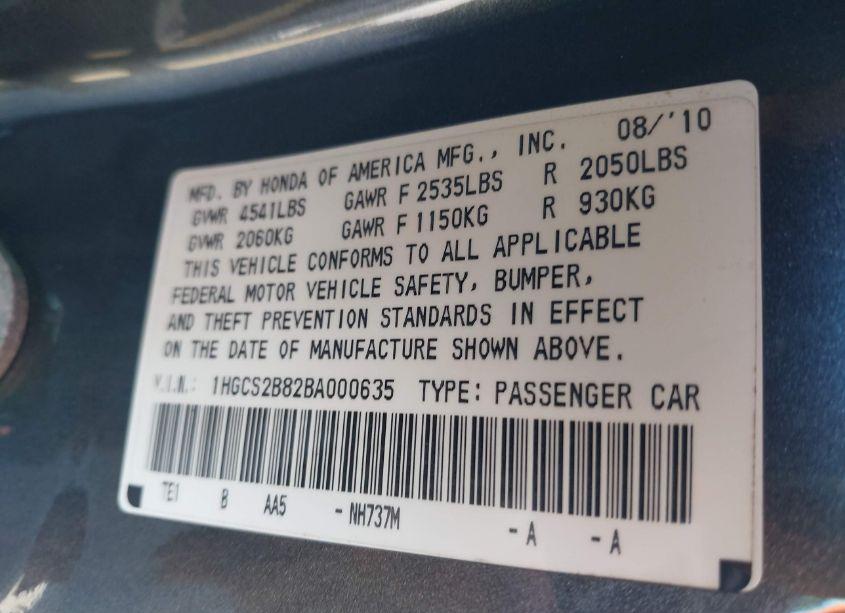 MFD. BY HONDA OF AMERICA MFG., INC. 08/'10
GVWR 4541LBS GAWR F 2535LBS R 2050LBS
GVWR 2060KG GAWR F 1150KG R 930KG
THIS VEHICLE CONFORMS TO ALL APPLICABLE
FEDERAL MOTOR VEHICLE SAFETY, BUMPER,
AND THEFT PREVENTION STANDARDS IN EFFECT
ON THE DATE OF MANUFACTURE SHOWN ABOVE.
V.I.N.: 1HGCS2B82BA000635 TYPE: PASSENGER CAR
TE1 B AA5 - NH737M - A - A